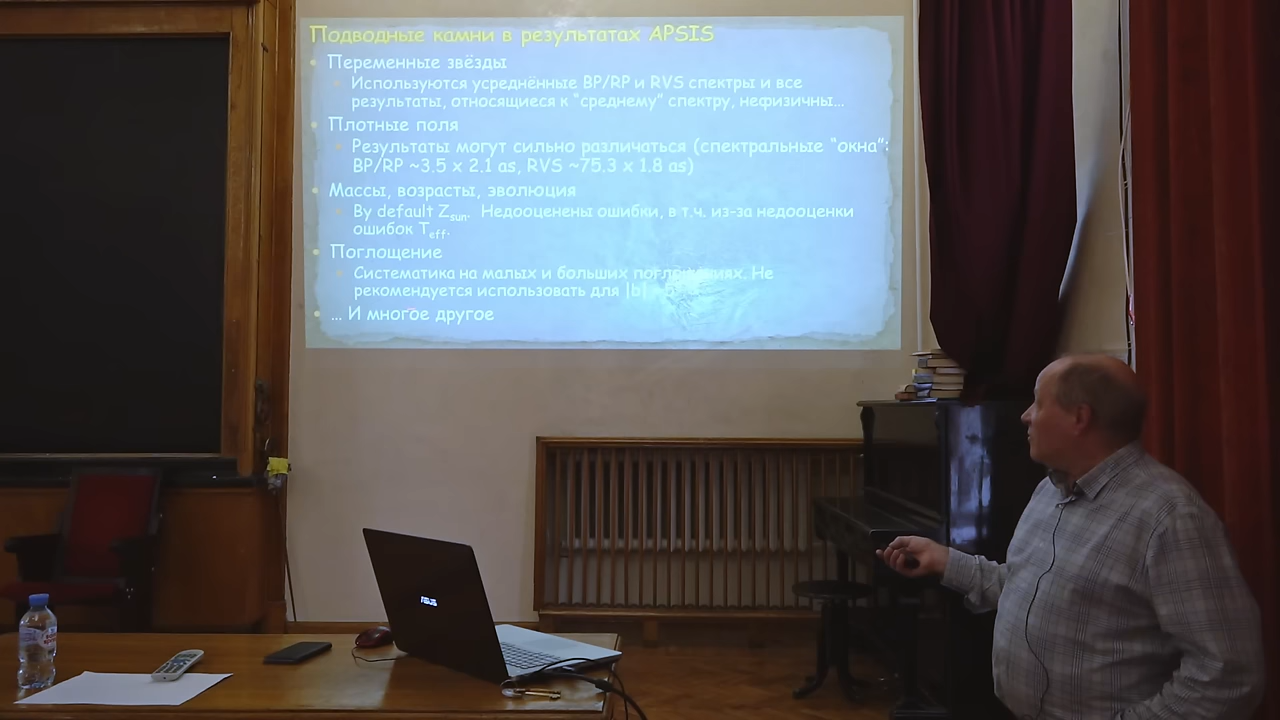 Подводные камни в результатах APSIS
• Переменные звёзды
• Используются усреднённые BP/RP и RVS спектры и все
результаты, относящиеся к “среднему” спектру, нефизичны...
• Плотные поля
• Результаты могут сильно различаться (спектральные “окна”:
BP/RP ~3.5 x 2.1 as, RVS ~75.3 x 1.8 as)
• Массы, возрасты, эволюция
• By default Zsun. Недооценены ошибки, в т.ч. из-за недооценки
ошибок Teff.
• Поглощение
• Систематика на малых и больших поглощениях. Не
рекомендуется использовать для |b|
• ... И многое другое
ASUS